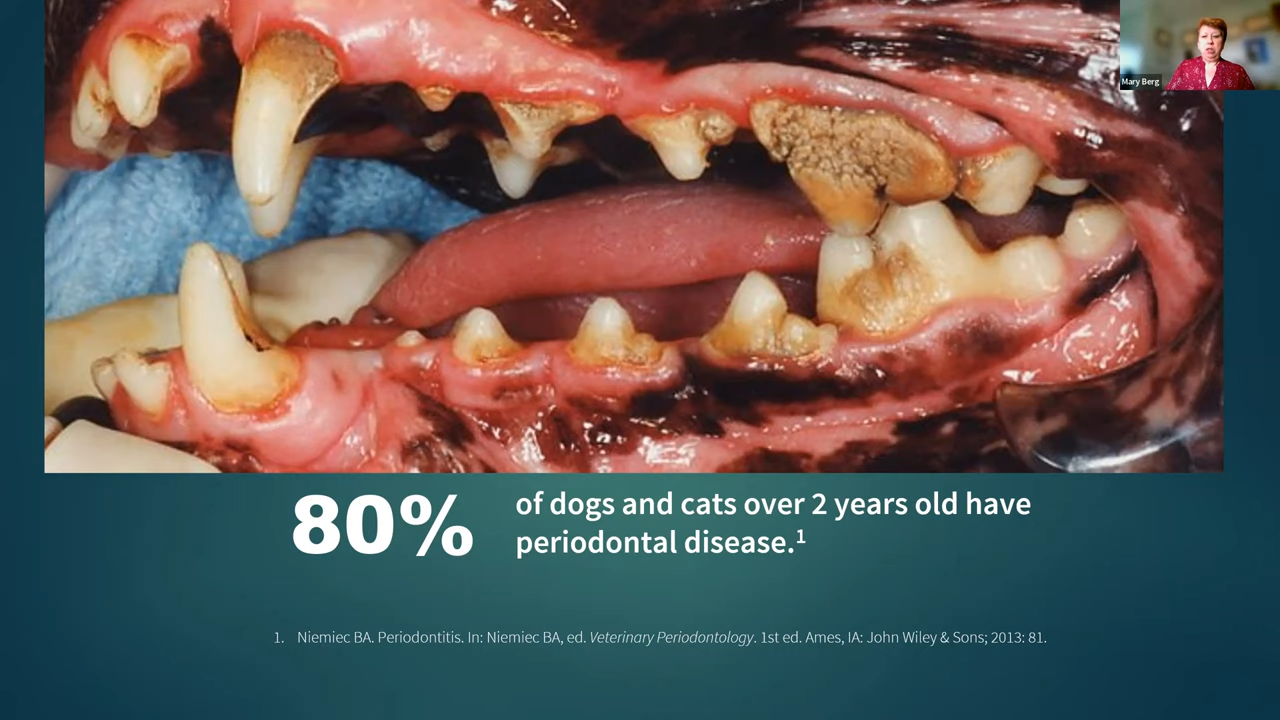 Mary Berg
80%
of dogs and cats over 2 years old have
periodontal disease.¹
1. Niemiec BA. Periodontitis. In: Niemiec BA, ed. Veterinary Periodontology. 1st ed. Ames, IA: John Wiley & Sons; 2013: 81.